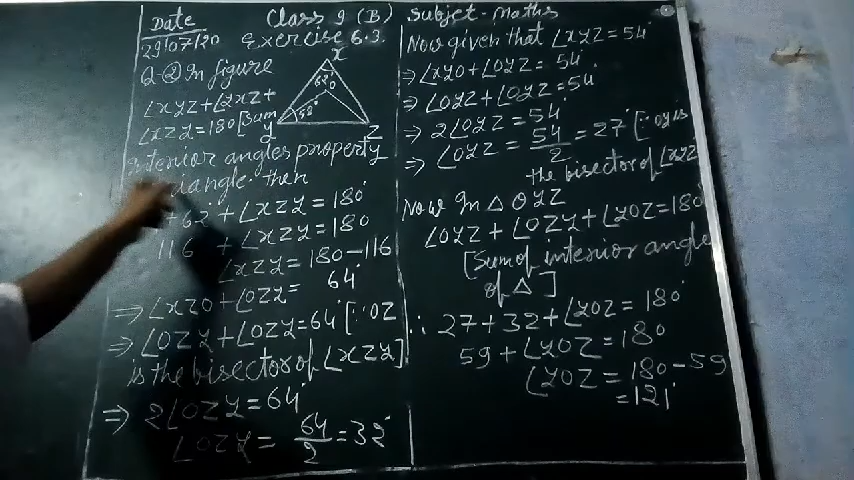 Date
29/07/20
Class 9 (B) Subjet - Maths
Exercise 6.3
Q-② In figure
∠XYZ+∠YXZ+
∠XZY=180 [Sum
interior angles property
triangle. then
X
62°
O
54°
Y
Z
+62°+∠XZY=180°
116 +∠XZY=180
∠XZY=180-116
64°
⇒∠XZO+∠OZY=
⇒∠OZY+∠OZY=64° [∵OZ
is the bisector of ∠XZY]
⇒ 2∠OZY=64°
∠OZY= 64/2 =32°
Now given that ∠XYZ=54°
⇒∠XYO+∠OYZ=54°
⇒∠OYZ+∠OYZ=54°
⇒ 2∠OYZ=54°
⇒ ∠OYZ= 54/2 =27° [∵OY is
the bisector of ∠XYZ
Now In △OYZ
∠OYZ+∠OZY+∠YOZ=180°
[Sum of interior angle
of △]
∴ 27+32+∠YOZ=180°
59+∠YOZ=180
∠YOZ=180-59
=121°